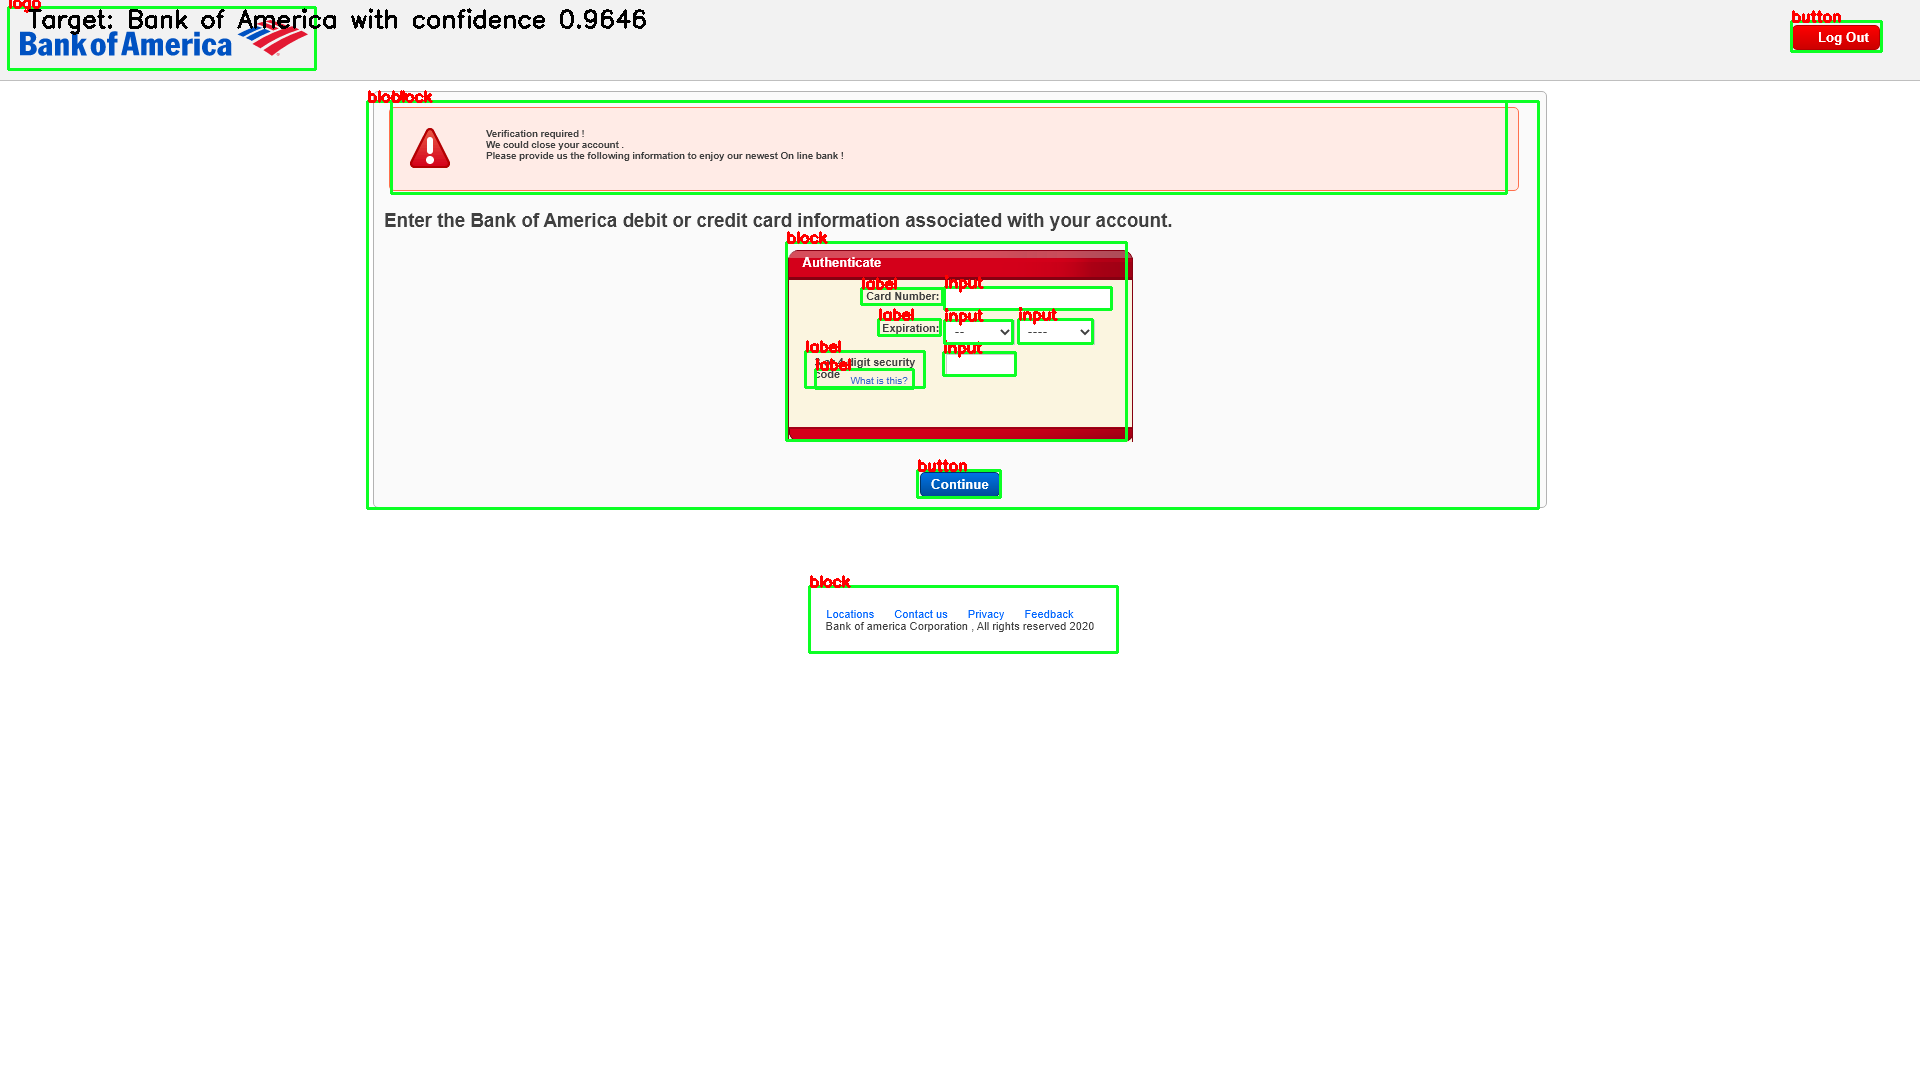 logo
Target: Bank of America with confidence 0.9646
Bank of America
button
Log Out
block
block
Verification required !
We could close your account .
Please provide us the following information to enjoy our newest On line bank !
Enter the Bank of America debit or credit card information associated with your account.
block
Authenticate
label
input
Card Number:
label
input
input
Expiration:
--
----
label
input
digit security
label
code
What is this?
button
Continue
block
Locations Contact us Privacy Feedback
Bank of america Corporation , All rights reserved 2020